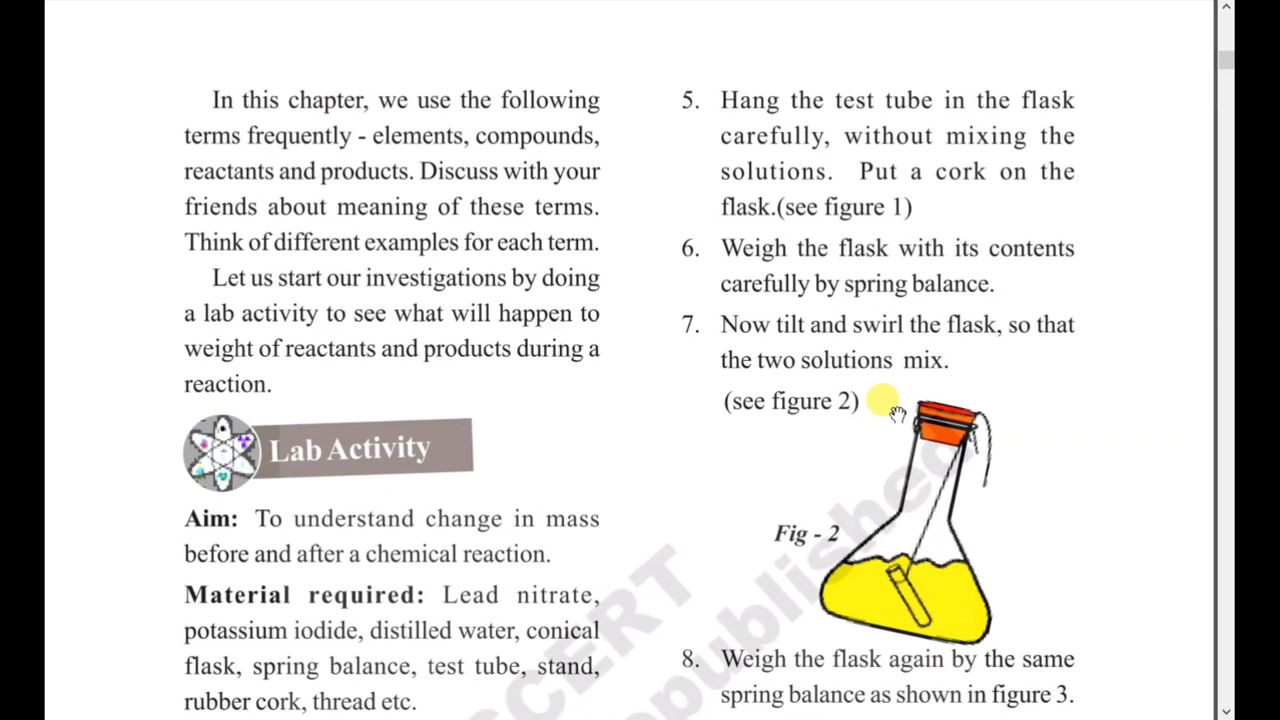 In this chapter, we use the following
terms frequently - elements, compounds,
reactants and products. Discuss with your
friends about meaning of these terms.
Think of different examples for each term.
Let us start our investigations by doing
a lab activity to see what will happen to
weight of reactants and products during a
reaction.
Lab Activity
Aim: To understand change in mass
before and after a chemical reaction.
Material required: Lead nitrate,
potassium iodide, distilled water, conical
flask, spring balance, test tube, stand,
rubber cork, thread etc.
5. Hang the test tube in the flask
carefully, without mixing the
solutions. Put a cork on the
flask.(see figure 1)
6. Weigh the flask with its contents
carefully by spring balance.
7. Now tilt and swirl the flask, so that
the two solutions mix.
(see figure 2)
Fig - 2
8. Weigh the flask again by the same
spring balance as shown in figure 3.
SCERT
republished